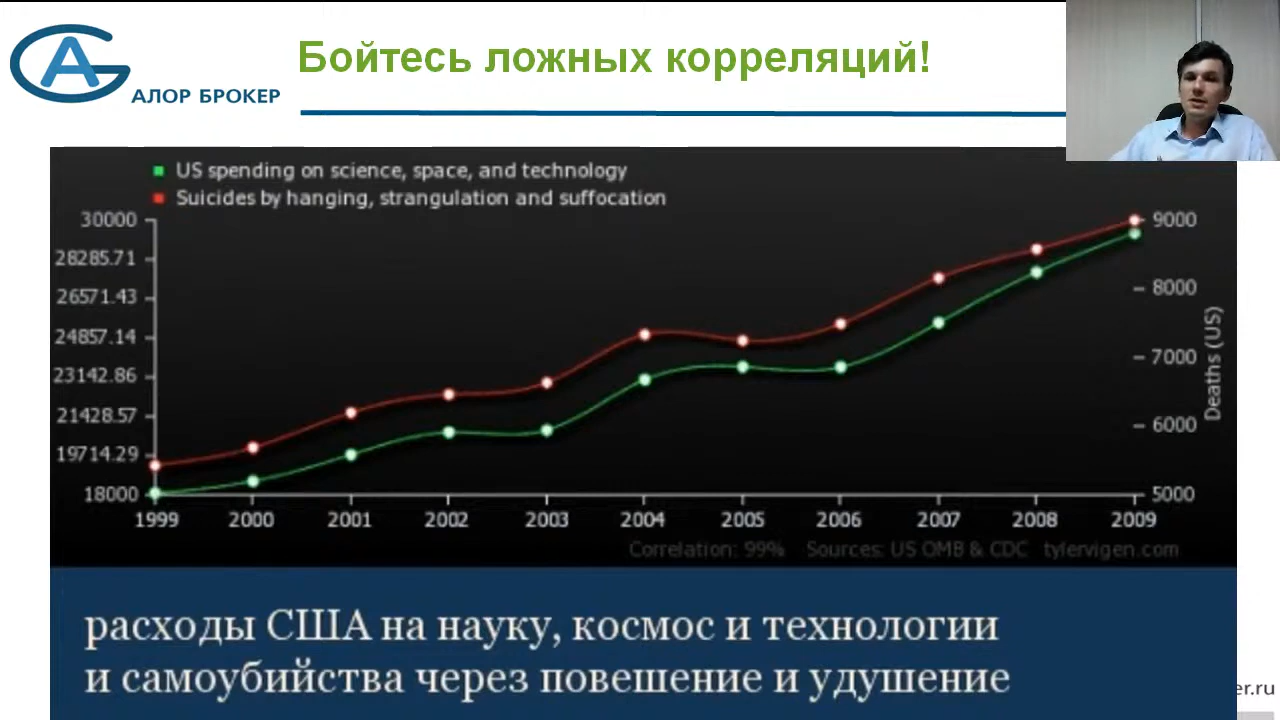 Бойтесь ложных корреляций!
АЛОР БРОКЕР
US spending on science, space, and technology
Suicides by hanging, strangulation and suffocation
30000
28285.71
26571.43
24857.14
23142.86
21428.57
19714.29
18000
9000
8000
7000
6000
5000
Deaths (US)
1999 2000 2001 2002 2003 2004 2005 2006 2007 2008 2009
Correlation: 99% Sources: US OMB & CDC tylervigen.com
расходы США на науку, космос и технологии
и самоубийства через повешение и удушение
er.ru